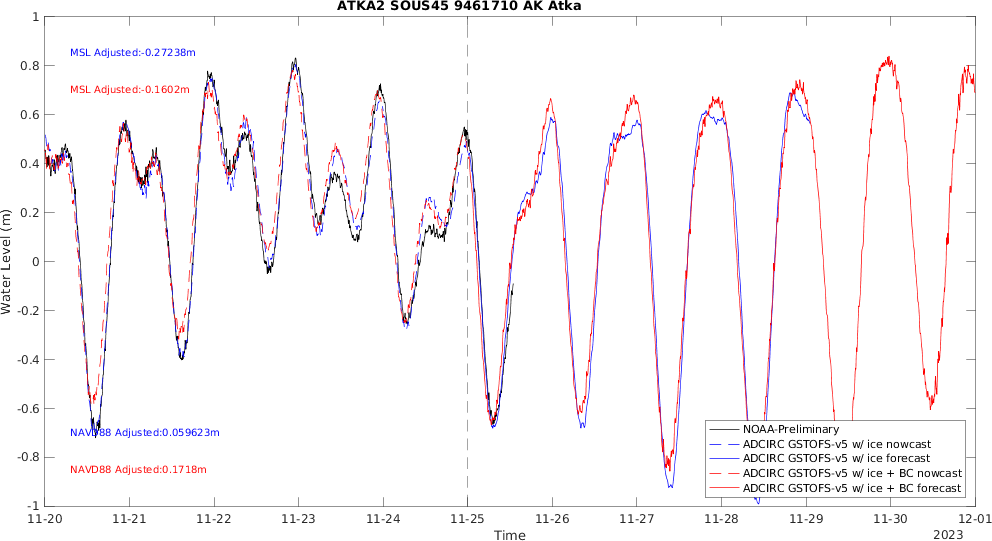 ATKA2 SOUS45 9461710 AK Atka
1
0.8
0.6
0.4
0.2
0
-0.2
-0.4
-0.6
-0.8
-1
Water Level (m)
MSL Adjusted:-0.27238m
MSL Adjusted:-0.1602m
NAVD88 Adjusted:0.059623m
NAVD88 Adjusted:0.1718m
NOAA-Preliminary
ADCIRC GSTOFS-v5 w/ ice nowcast
ADCIRC GSTOFS-v5 w/ ice forecast
ADCIRC GSTOFS-v5 w/ ice + BC nowcast
ADCIRC GSTOFS-v5 w/ ice + BC forecast
11-20 11-21 11-22 11-23 11-24 11-25 11-26 11-27 11-28 11-29 11-30 12-01
Time
2023